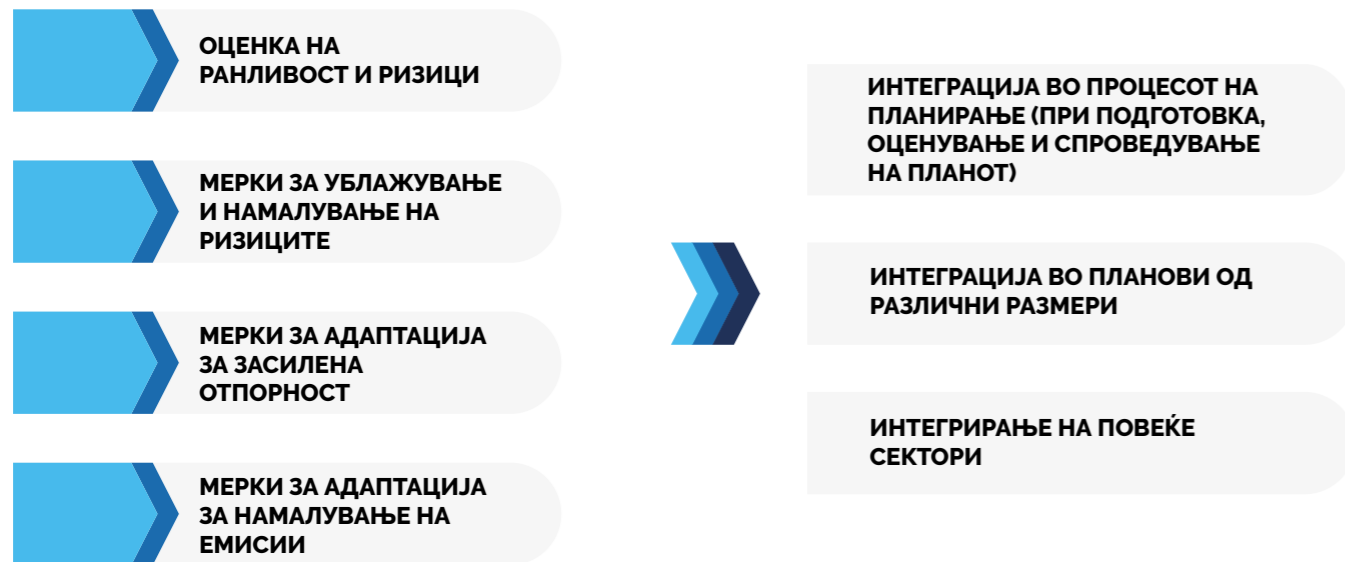 ОЦЕНКА НА
РАНЛИВОСТ И РИЗИЦИ
МЕРКИ ЗА УБЛАЖУВАЊЕ
И НАМАЛУВАЊЕ НА
РИЗИЦИТЕ
МЕРКИ ЗА АДАПТАЦИЈА
ЗА ЗАСИЛЕНА
ОТПОРНОСТ
МЕРКИ ЗА АДАПТАЦИЈА
ЗА НАМАЛУВАЊЕ НА
ЕМИСИИ
ИНТЕГРАЦИЈА ВО ПРОЦЕСОТ НА
ПЛАНИРАЊЕ (ПРИ ПОДГОТОВКА,
ОЦЕНУВАЊЕ И СПРОВЕДУВАЊЕ
НА ПЛАНОТ)
ИНТЕГРАЦИЈА ВО ПЛАНОВИ ОД
РАЗЛИЧНИ РАЗМЕРИ
ИНТЕГРИРАЊЕ НА ПОВЕЌЕ
СЕКТОРИ